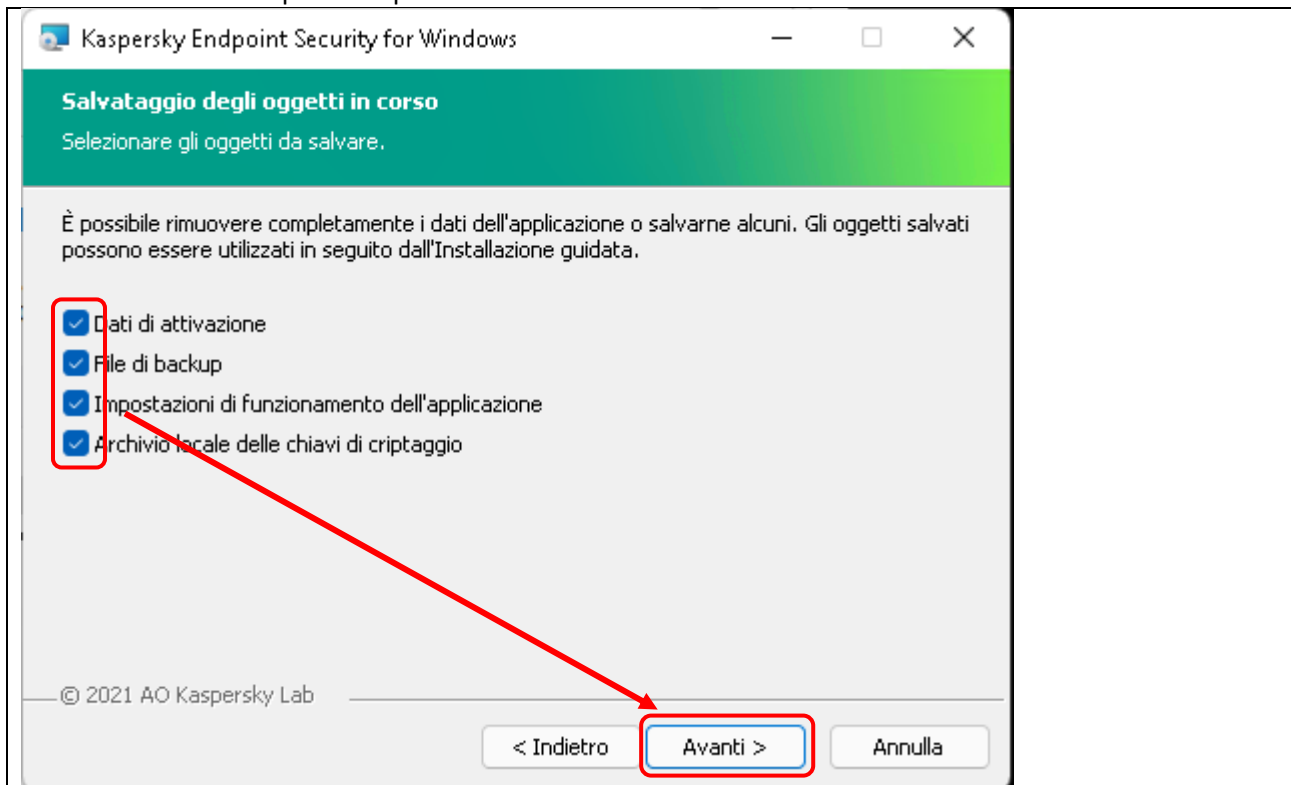 Kaspersky Endpoint Security for Windows
Salvataggio degli oggetti in corso
Selezionare gli oggetti da salvare.
È possibile rimuovere completamente i dati dell'applicazione o salvarne alcuni. Gli oggetti salvati
possono essere utilizzati in seguito dall'Installazione guidata.
Dati di attivazione
File di backup
Impostazioni di funzionamento dell'applicazione
Archivio locale delle chiavi di criptaggio
© 2021 AO Kaspersky Lab
< Indietro Avanti > Annulla